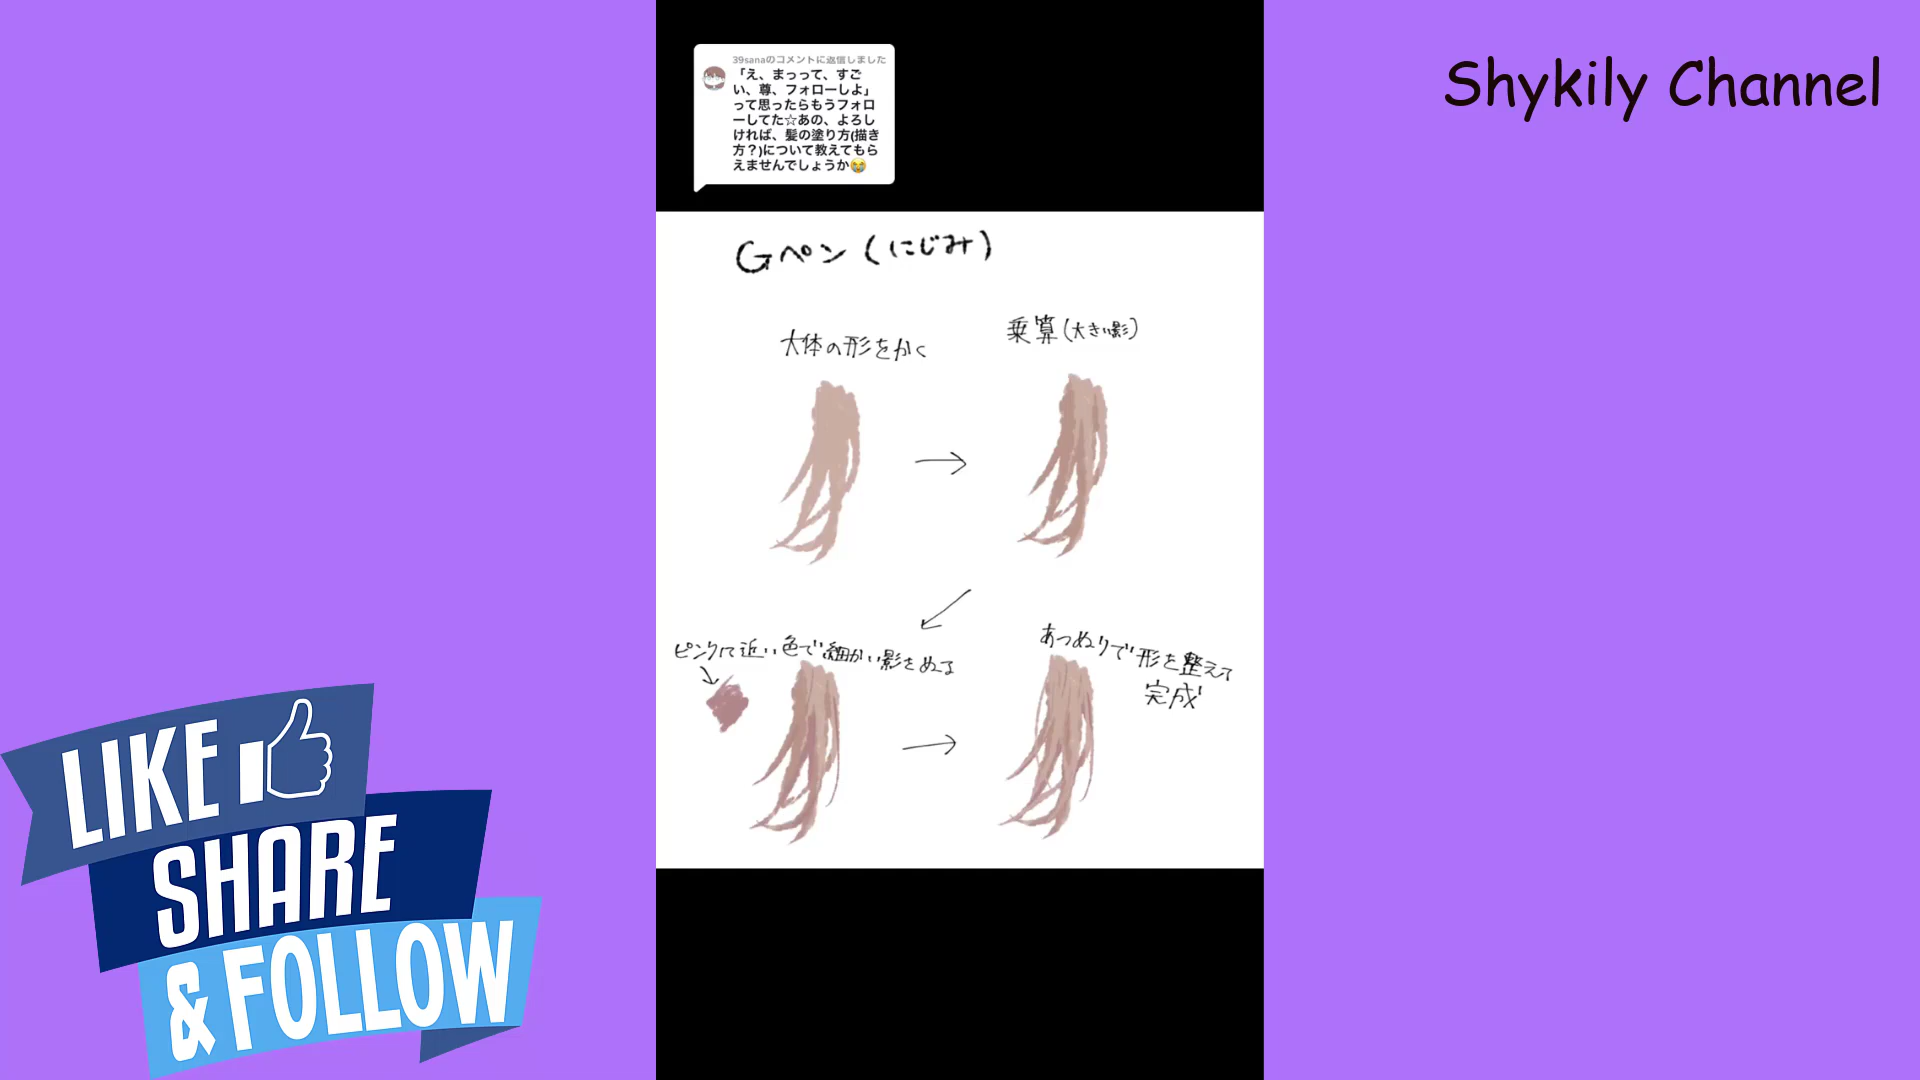 39sanaのコメントに返信しました
「え、まっって、すご
い、尊、フォローしよ」
って思ったらもうフォロ
ーしてた☆あの、よろし
ければ、髪の塗り方(描き
方？)について教えてもら
えませんでしょうか😭
Shykily Channel
Gペン(にじみ)
大体の形をかく
乗算(大きい影)
ピンクに近い色で細かい影をぬる
あつぬりで形を整えて
完成
LIKE
SHARE
& FOLLOW